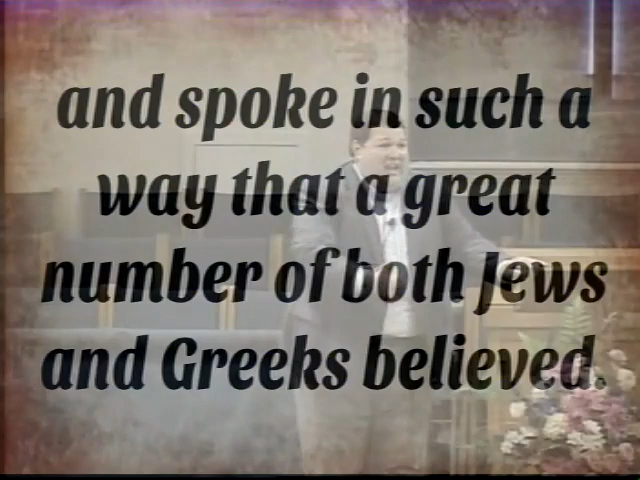 and spoke in such a
way that a great
number of both Jews
and Greeks believed.